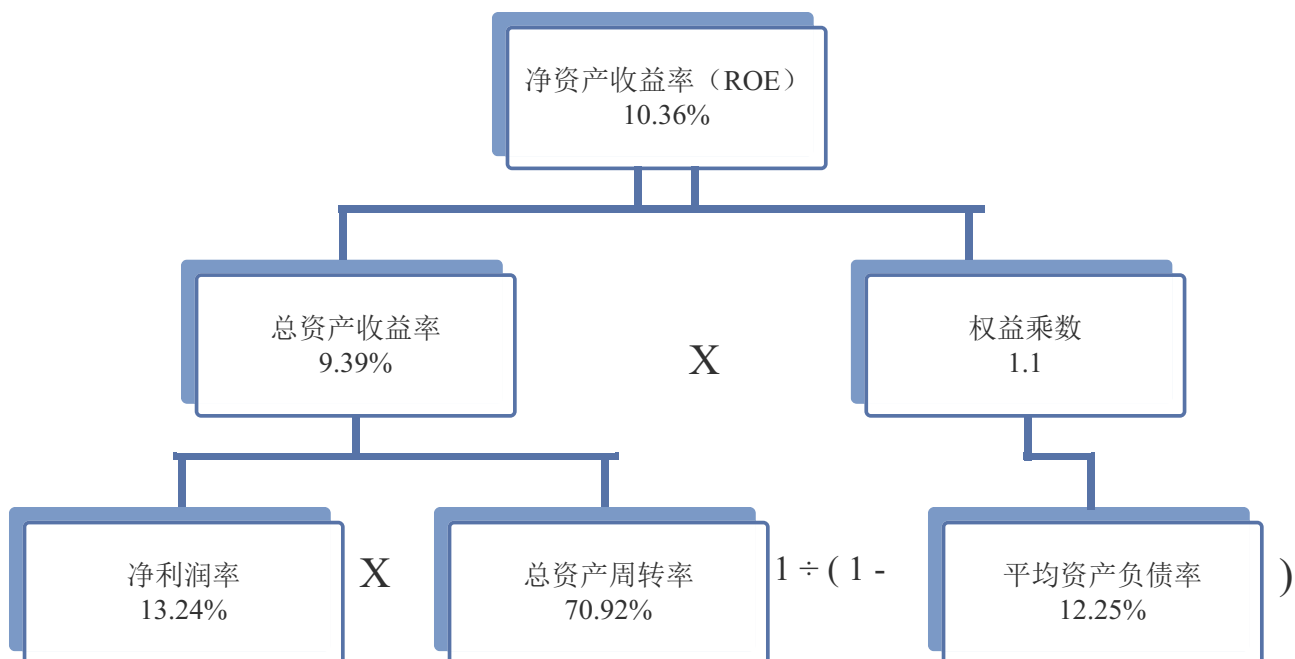 净资产收益率（ROE）
10.36%
总资产收益率
9.39%
X
权益乘数
1.1
净利润率
13.24%
X
总资产周转率
70.92%
1 ÷ ( 1 -
平均资产负债率
12.25%
)